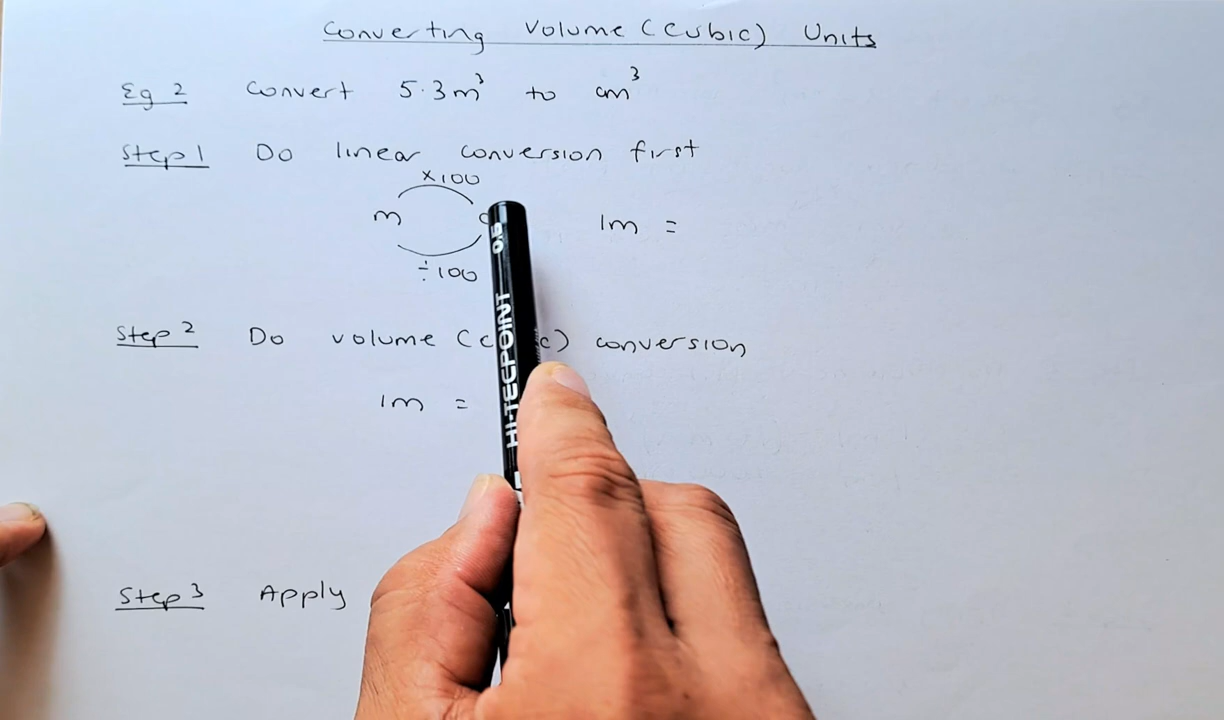 Converting Volume (Cubic) Units
Eg 2 Convert 5.3m³ to cm³
Step 1 Do linear conversion first
×100
m 1m =
÷100
Step 2 Do volume (c c) conversion
1m =
Step 3 Apply
HI-TECPOINT 0.5